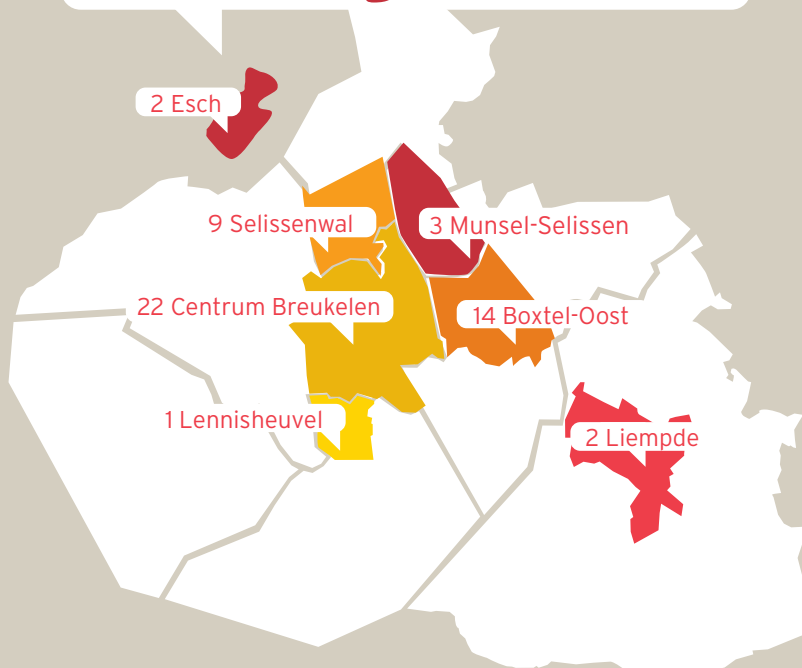 2 Esch
9 Selissenwal
3 Munsel-Selissen
22 Centrum Breukelen
14 Boxtel-Oost
1 Lennisheuvel
2 Liempde